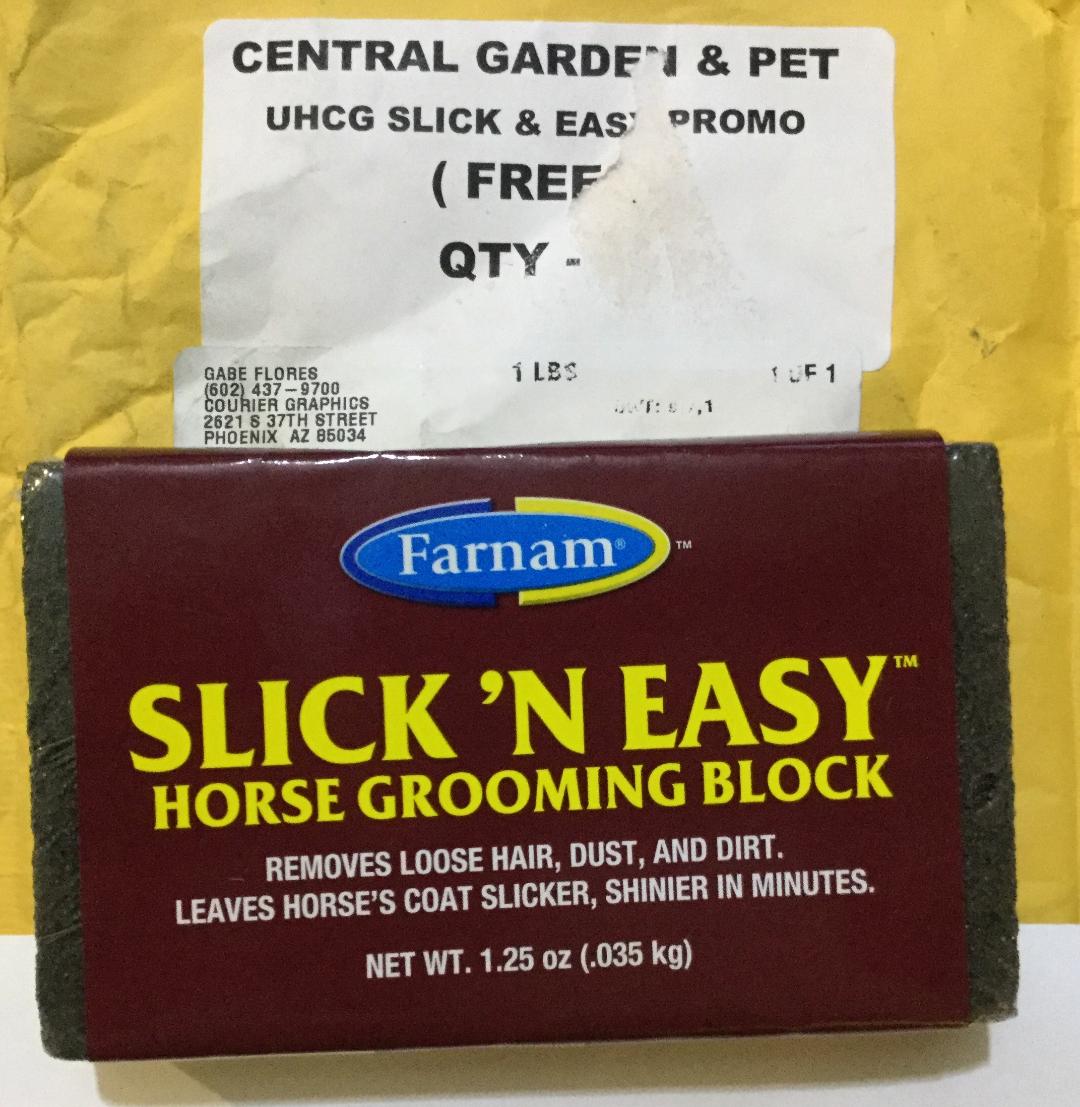 CENTRAL GARDEN & PET
UHCG SLICK & EASY PROMO
( FREE
QTY -
GABE FLORES
(602) 437-9700
COURIER GRAPHICS
2621 S 37TH STREET
PHOENIX AZ 85034
1 LBS
1 OF 1
Farnam® ™
SLICK 'N EASY™
HORSE GROOMING BLOCK
REMOVES LOOSE HAIR, DUST, AND DIRT.
LEAVES HORSE'S COAT SLICKER, SHINIER IN MINUTES.
NET WT. 1.25 oz (.035 kg)